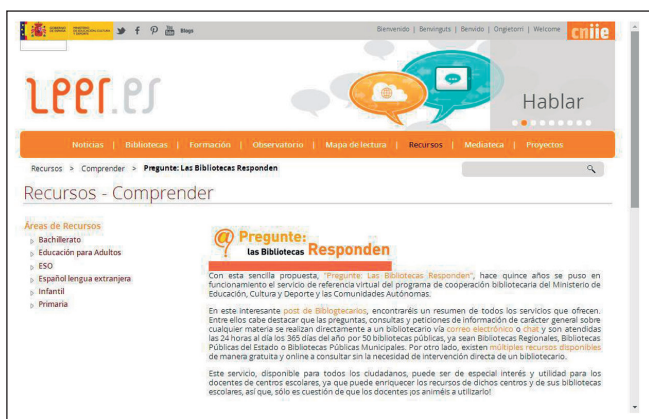 GOBIERNO DE ESPAÑA MINISTERIO DE EDUCACIÓN, CULTURA Y DEPORTE Blogs Bienvenido | Benvinguts | Benvido | Ongietorri | Welcome cniie
Leer.es
Hablar
Noticias | Bibliotecas | Formación | Observatorio | Mapa de lectura | Recursos | Mediateca | Proyectos
Recursos > Comprender > Pregunte: Las Bibliotecas Responden
Recursos - Comprender
Áreas de Recursos
Bachillerato
Educación para Adultos
ESO
Español lengua extranjera
Infantil
Primaria
@ Pregunte:
las Bibliotecas Responden
Con esta sencilla propuesta, "Pregunte: Las Bibliotecas Responden", hace quince años se puso en
funcionamiento el servicio de referencia virtual del programa de cooperación bibliotecaria del Ministerio de
Educación, Cultura y Deporte y las Comunidades Autónomas.
En este interesante post de Biblogtecarios, encontraréis un resumen de todos los servicios que ofrecen.
Entre ellos cabe destacar que las preguntas, consultas y peticiones de información de carácter general sobre
cualquier materia se realizan directamente a un bibliotecario vía correo electrónico o chat y son atendidas
las 24 horas al día los 365 días del año por 50 bibliotecas públicas, ya sean Bibliotecas Regionales, Bibliotecas
Públicas del Estado o Bibliotecas Públicas Municipales. Por otro lado, existen múltiples recursos disponibles
de manera gratuita y online a consultar sin la necesidad de intervención directa de un bibliotecario.
Este servicio, disponible para todos los ciudadanos, puede ser de especial interés y utilidad para los
docentes de centros escolares, ya que puede enriquecer los recursos de dichos centros y de sus bibliotecas
escolares, así que, sólo es cuestión de que los docentes ¡os animéis a utilizarlo!